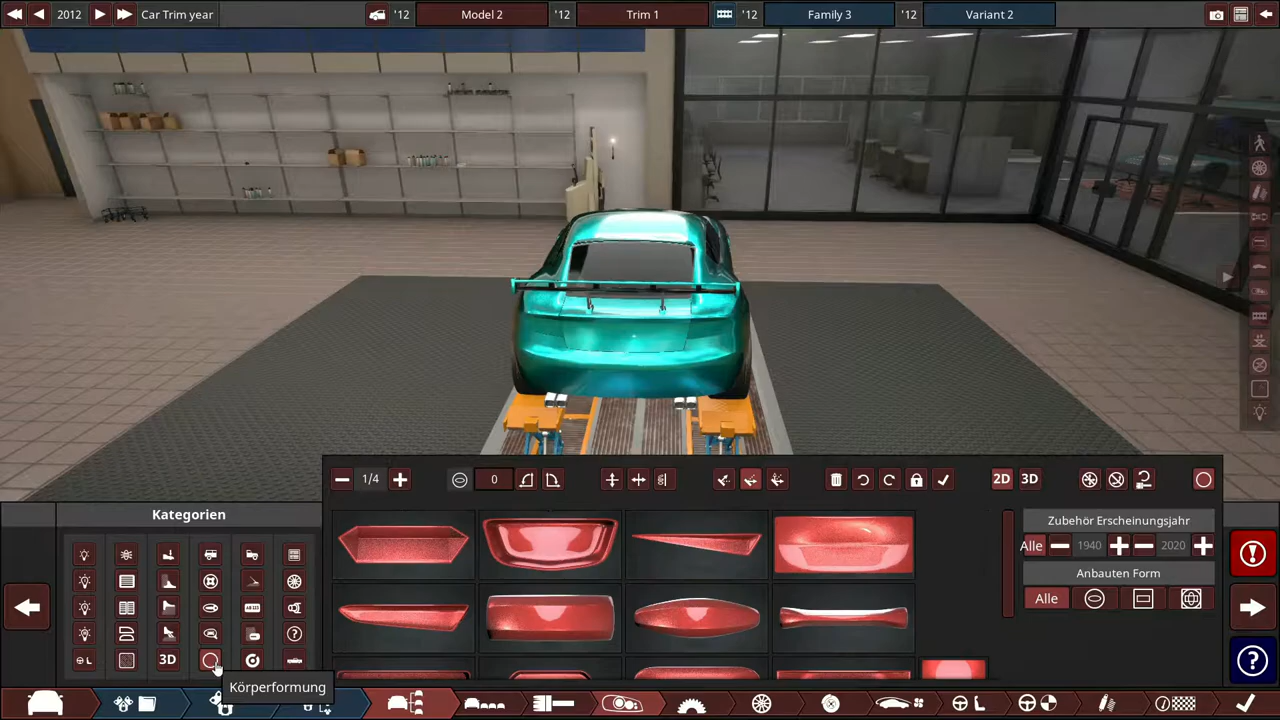 2012 Car Trim year '12 Model 2 '12 Trim 1 '12 Family 3 '12 Variant 2
1/4 0 2D 3D
Kategorien
Zubehör Erscheinungsjahr
Alle 1940 2020
Anbauten Form
Alle
3D
L
Körperformung
L